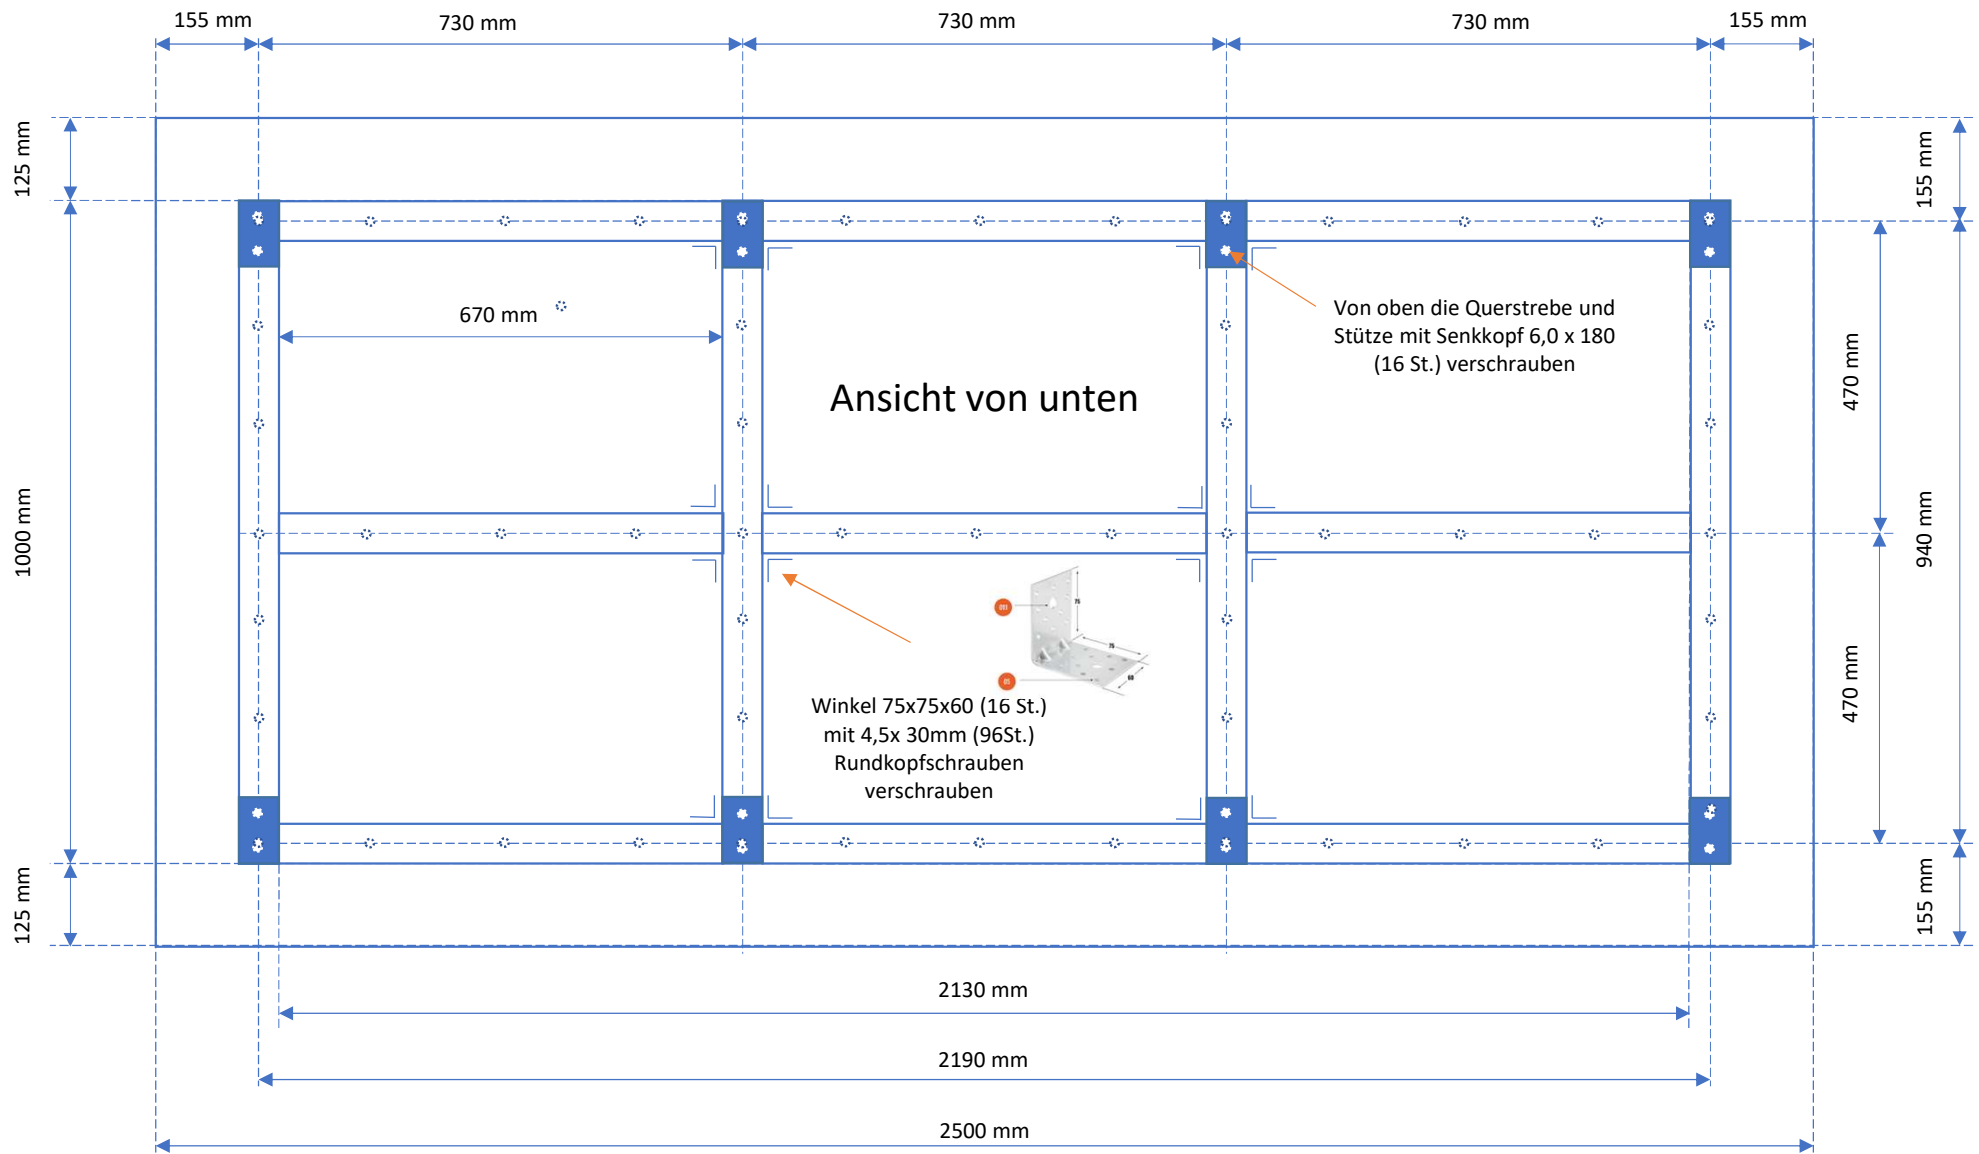 155 mm
730 mm
730 mm
730 mm
155 mm
125 mm
155 mm
670 mm
Von oben die Querstrebe und
Stütze mit Senkkopf 6,0 x 180
(16 St.) verschrauben
470 mm
Ansicht von unten
1000 mm
940 mm
75
75
60
Winkel 75x75x60 (16 St.)
mit 4,5x 30mm (96St.)
Rundkopfschrauben
verschrauben
470 mm
125 mm
155 mm
2130 mm
2190 mm
2500 mm